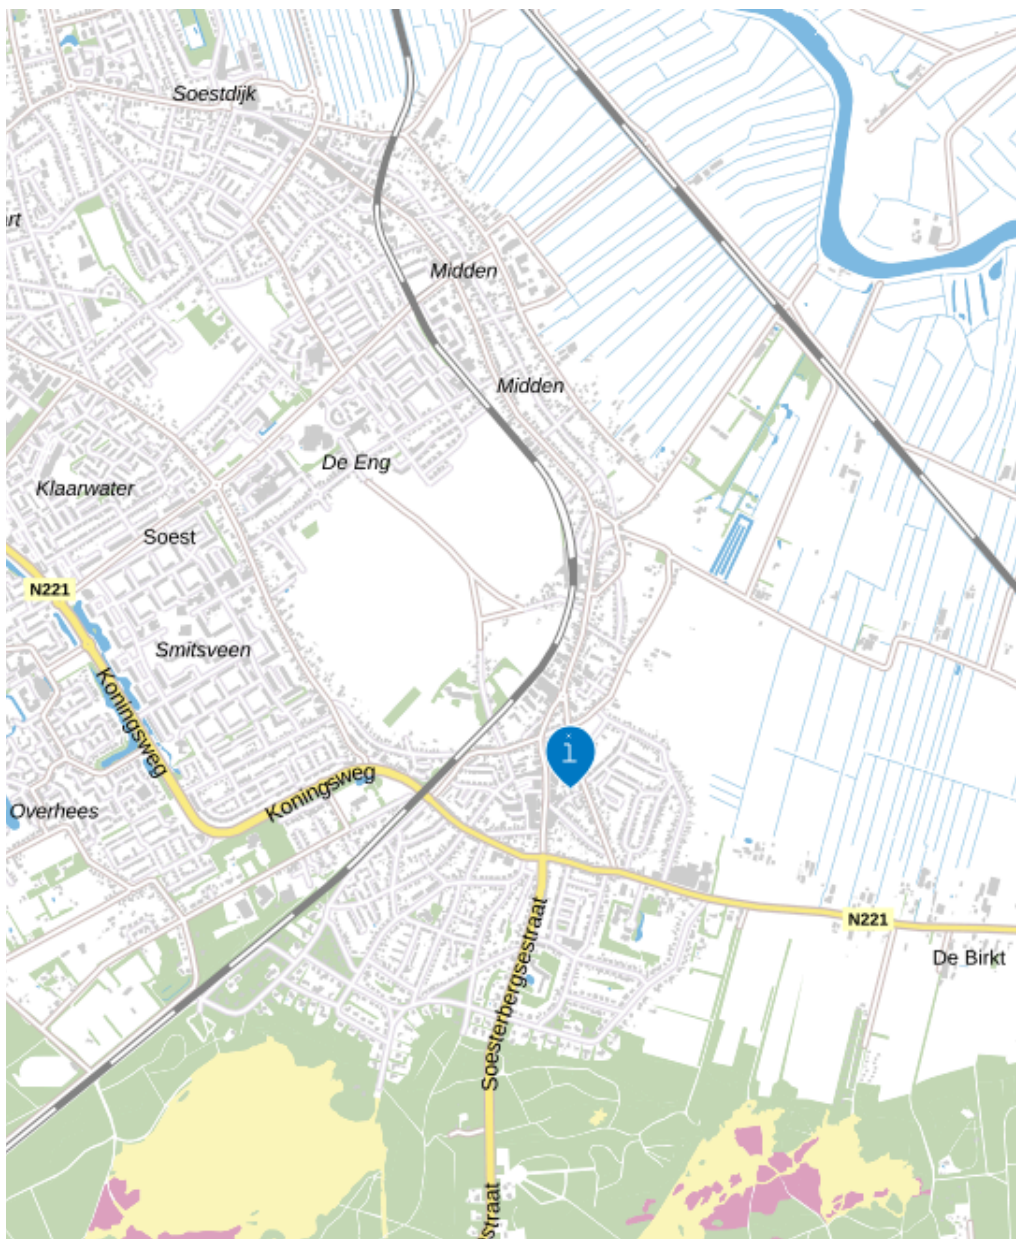 Soestdijk
rt
Midden
Midden
De Eng
Klaarwater
Soest
N221
Smitsveen
Koningsweg
Koningsweg
Overhees
N221
Soesterbergsestraat
De Birkt
straat